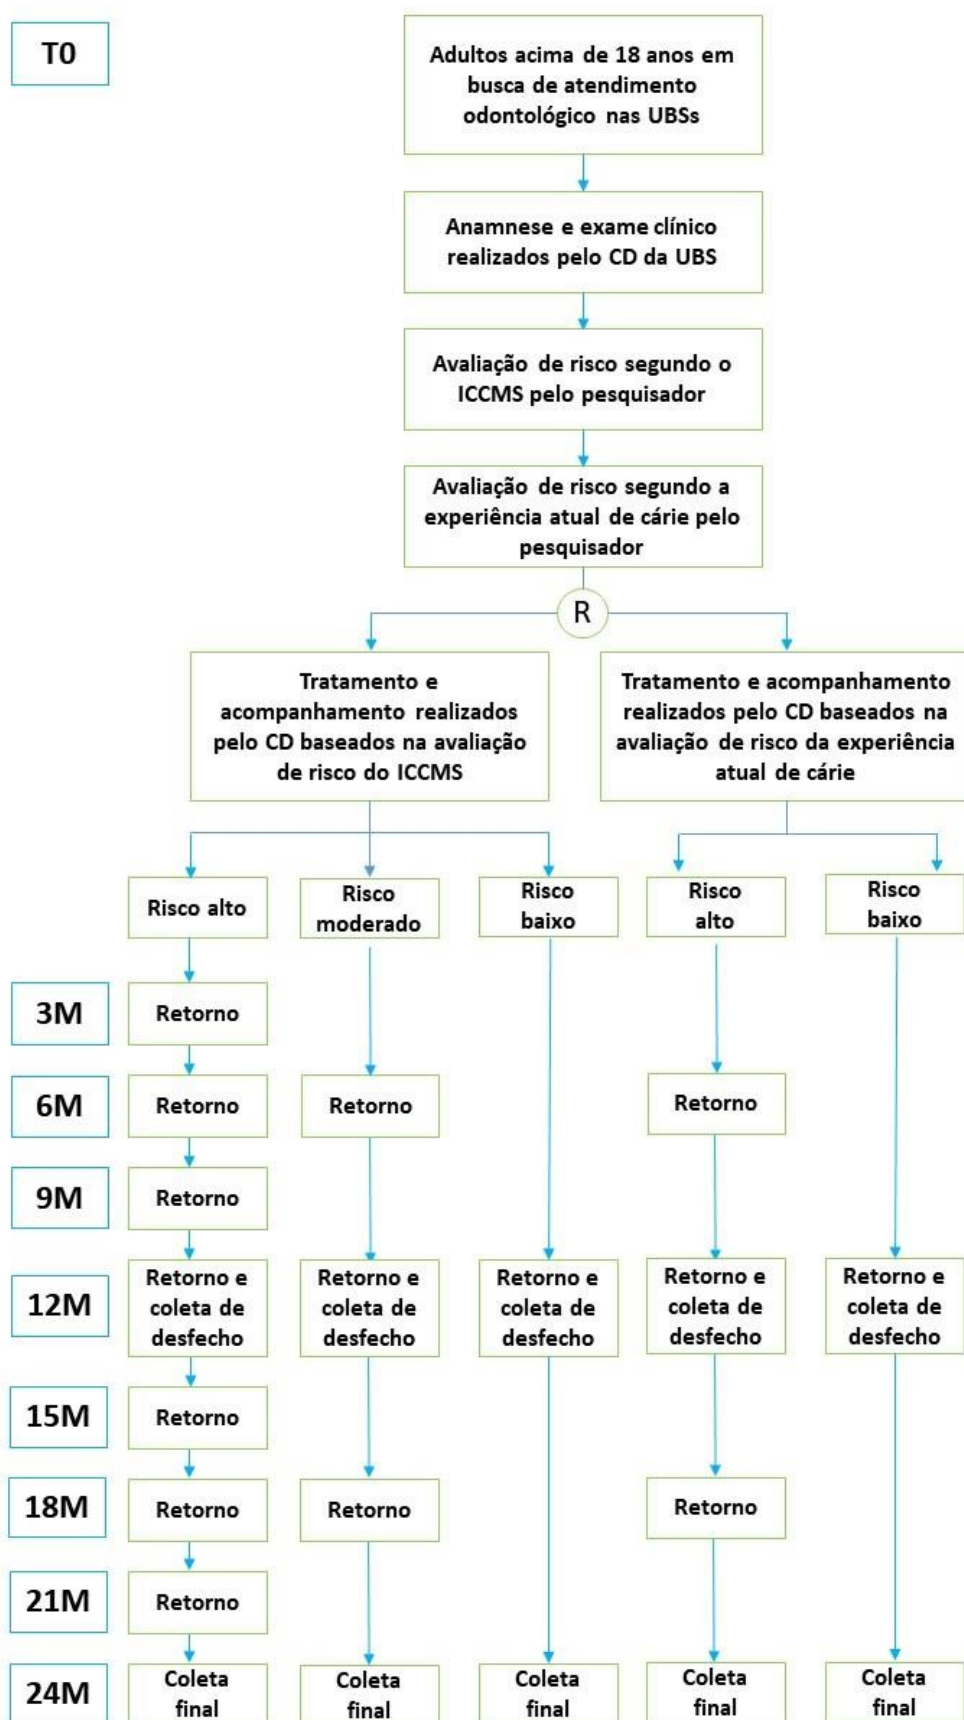 T0
Adultos acima de 18 anos em
busca de atendimento
odontológico nas UBSs
Anamnese e exame clínico
realizados pelo CD da UBS
Avaliação de risco segundo o
ICCMS pelo pesquisador
Avaliação de risco segundo a
experiência atual de cárie pelo
pesquisador
R
Tratamento e
acompanhamento realizados
pelo CD baseados na avaliação
de risco do ICCMS
Tratamento e acompanhamento
realizados pelo CD baseados na
avaliação de risco da experiência
atual de cárie
Risco alto
Risco
moderado
Risco
baixo
Risco
alto
Risco
baixo
3M
Retorno
6M
Retorno
Retorno
Retorno
9M
Retorno
12M
Retorno e
coleta de
desfecho
Retorno e
coleta de
desfecho
Retorno e
coleta de
desfecho
Retorno e
coleta de
desfecho
Retorno e
coleta de
desfecho
15M
Retorno
18M
Retorno
Retorno
Retorno
21M
Retorno
24M
Coleta
final
Coleta
final
Coleta
final
Coleta
final
Coleta
final